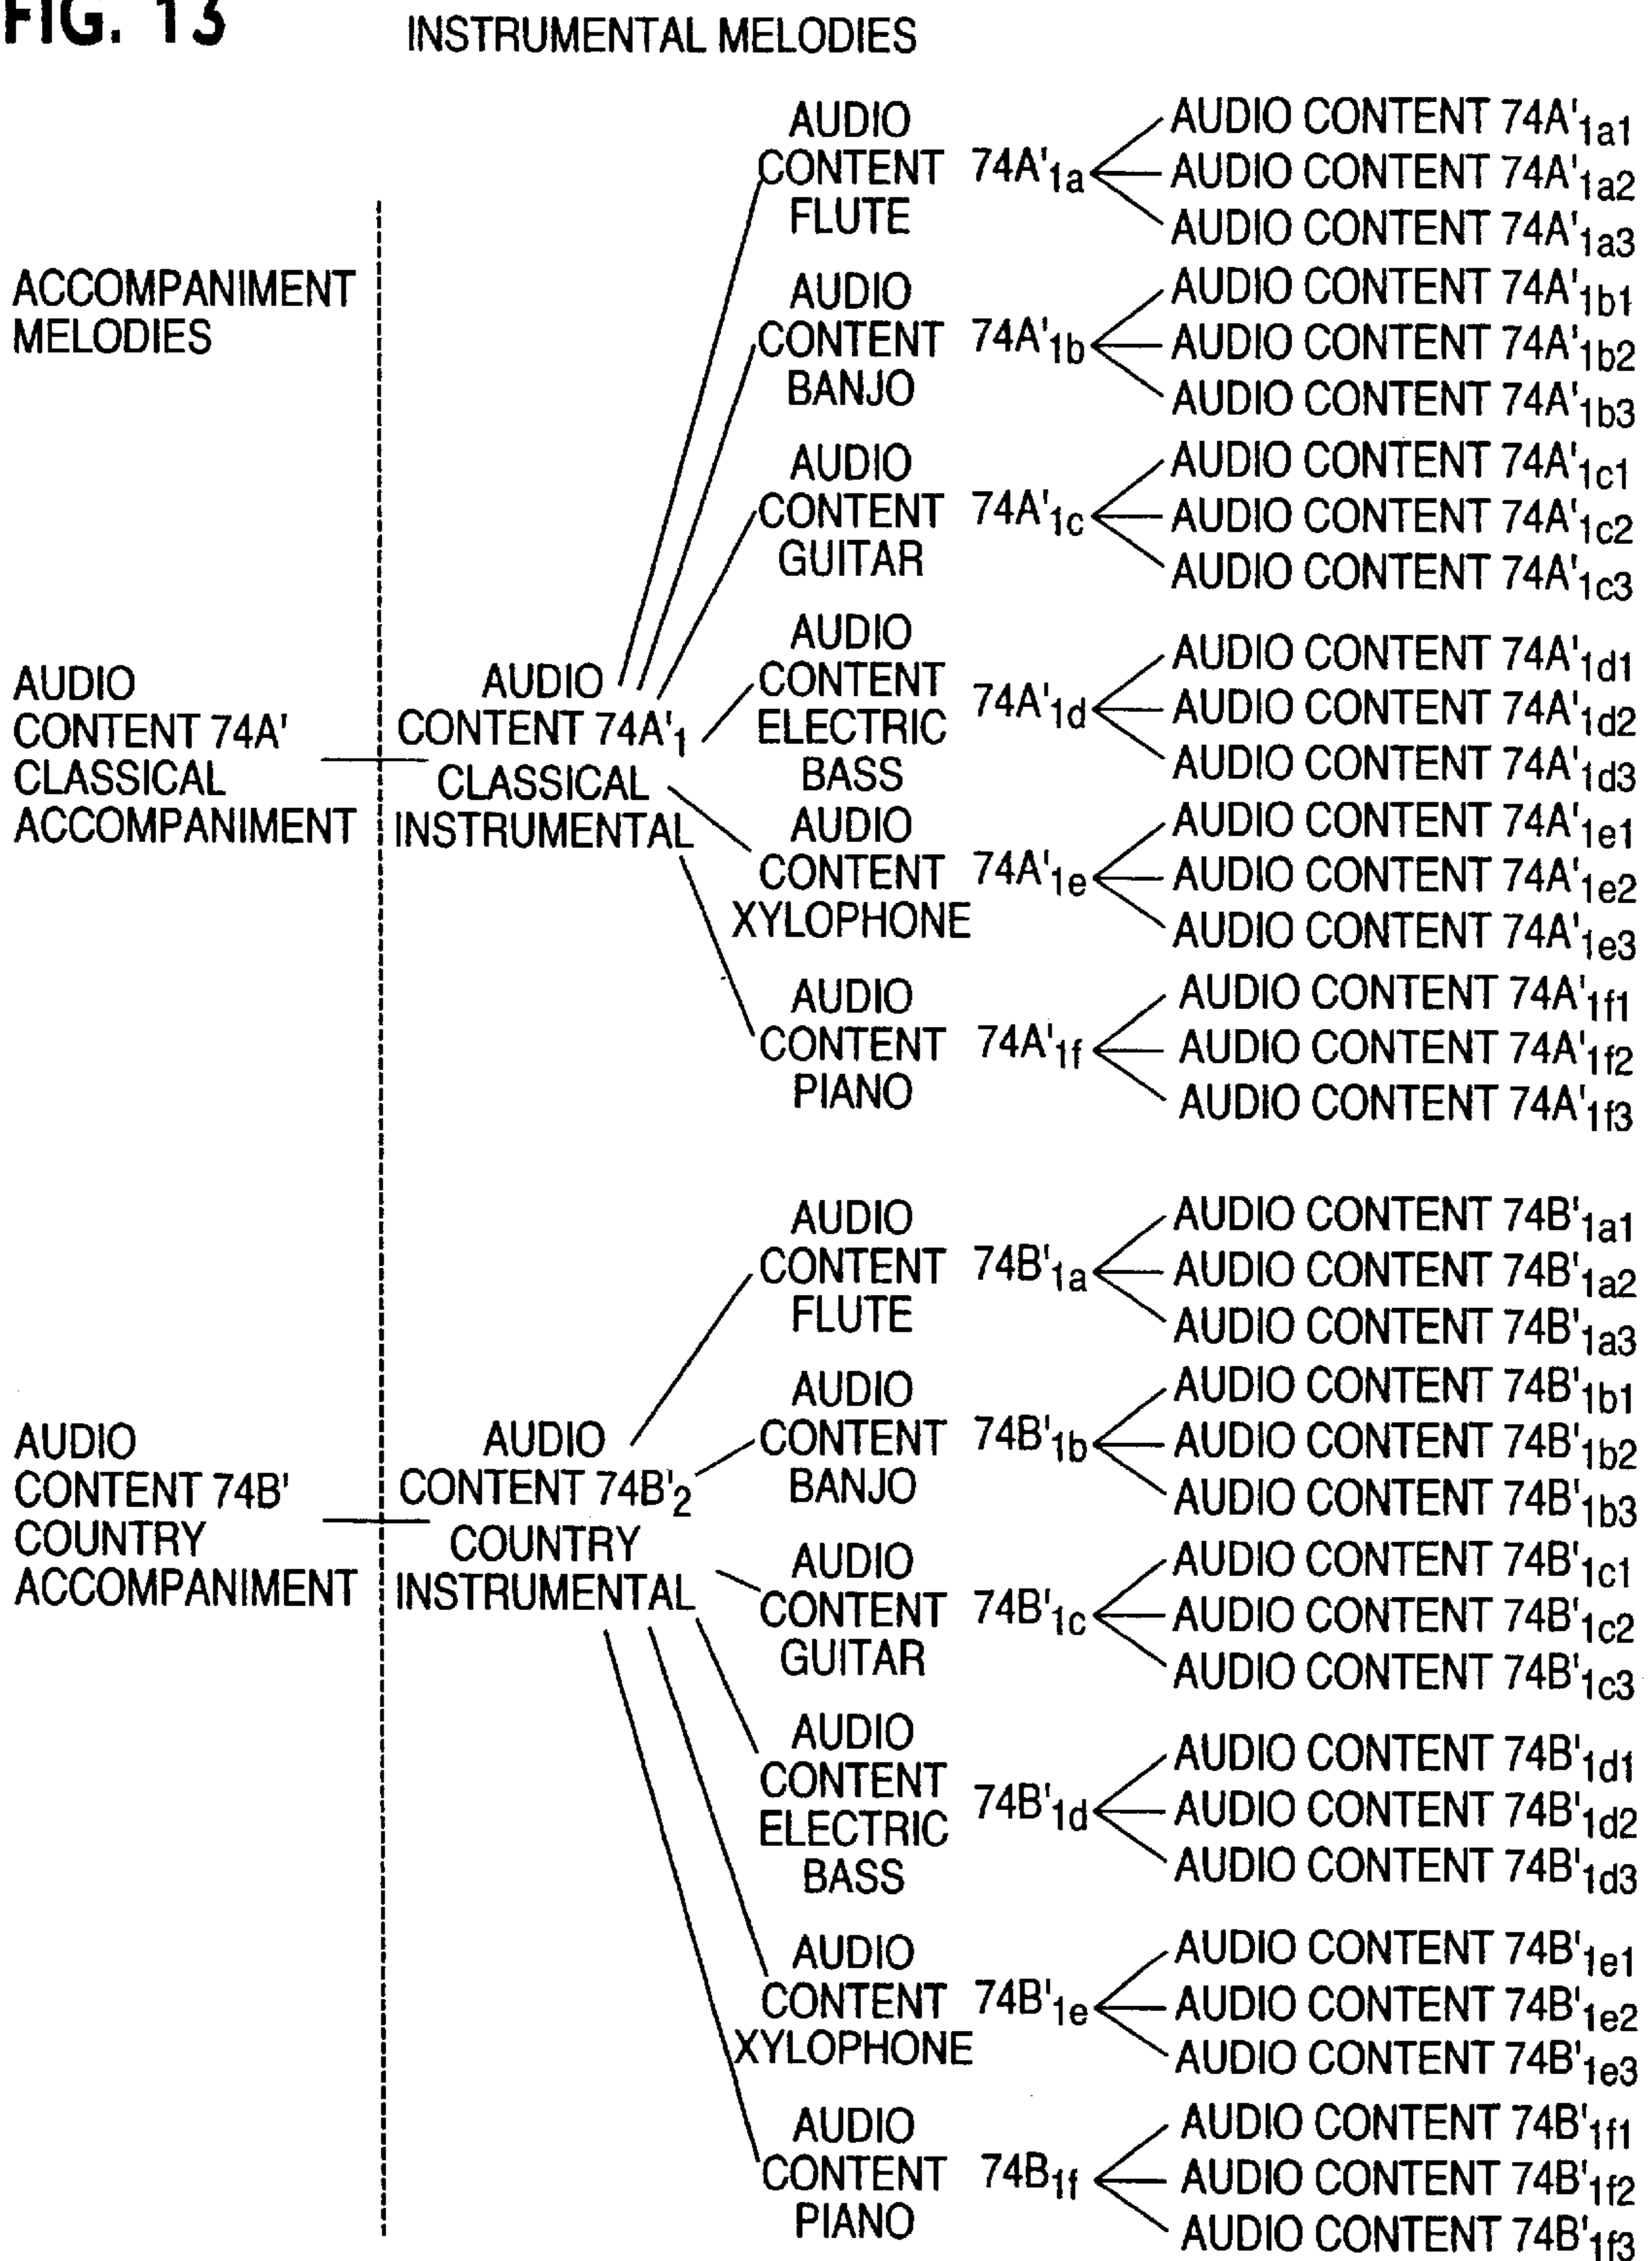 FIG. 13
INSTRUMENTAL MELODIES
ACCOMPANIMENT
MELODIES
AUDIO
CONTENT 74A'
CLASSICAL
ACCOMPANIMENT
AUDIO
CONTENT 74A'1
CLASSICAL
INSTRUMENTAL
AUDIO
CONTENT 74A'1a
FLUTE
AUDIO CONTENT 74A'1a1
AUDIO CONTENT 74A'1a2
AUDIO CONTENT 74A'1a3
AUDIO
CONTENT 74A'1b
BANJO
AUDIO CONTENT 74A'1b1
AUDIO CONTENT 74A'1b2
AUDIO CONTENT 74A'1b3
AUDIO
CONTENT 74A'1c
GUITAR
AUDIO CONTENT 74A'1c1
AUDIO CONTENT 74A'1c2
AUDIO CONTENT 74A'1c3
AUDIO
CONTENT 74A'1d
ELECTRIC
BASS
AUDIO CONTENT 74A'1d1
AUDIO CONTENT 74A'1d2
AUDIO CONTENT 74A'1d3
AUDIO
CONTENT 74A'1e
XYLOPHONE
AUDIO CONTENT 74A'1e1
AUDIO CONTENT 74A'1e2
AUDIO CONTENT 74A'1e3
AUDIO
CONTENT 74A'1f
PIANO
AUDIO CONTENT 74A'1f1
AUDIO CONTENT 74A'1f2
AUDIO CONTENT 74A'1f3
AUDIO
CONTENT 74B'
COUNTRY
ACCOMPANIMENT
AUDIO
CONTENT 74B'2
COUNTRY
INSTRUMENTAL
AUDIO
CONTENT 74B'1a
FLUTE
AUDIO CONTENT 74B'1a1
AUDIO CONTENT 74B'1a2
AUDIO CONTENT 74B'1a3
AUDIO
CONTENT 74B'1b
BANJO
AUDIO CONTENT 74B'1b1
AUDIO CONTENT 74B'1b2
AUDIO CONTENT 74B'1b3
AUDIO
CONTENT 74B'1c
GUITAR
AUDIO CONTENT 74B'1c1
AUDIO CONTENT 74B'1c2
AUDIO CONTENT 74B'1c3
AUDIO
CONTENT 74B'1d
ELECTRIC
BASS
AUDIO CONTENT 74B'1d1
AUDIO CONTENT 74B'1d2
AUDIO CONTENT 74B'1d3
AUDIO
CONTENT 74B'1e
XYLOPHONE
AUDIO CONTENT 74B'1e1
AUDIO CONTENT 74B'1e2
AUDIO CONTENT 74B'1e3
AUDIO
CONTENT 74B1f
PIANO
AUDIO CONTENT 74B'1f1
AUDIO CONTENT 74B'1f2
AUDIO CONTENT 74B'1f3